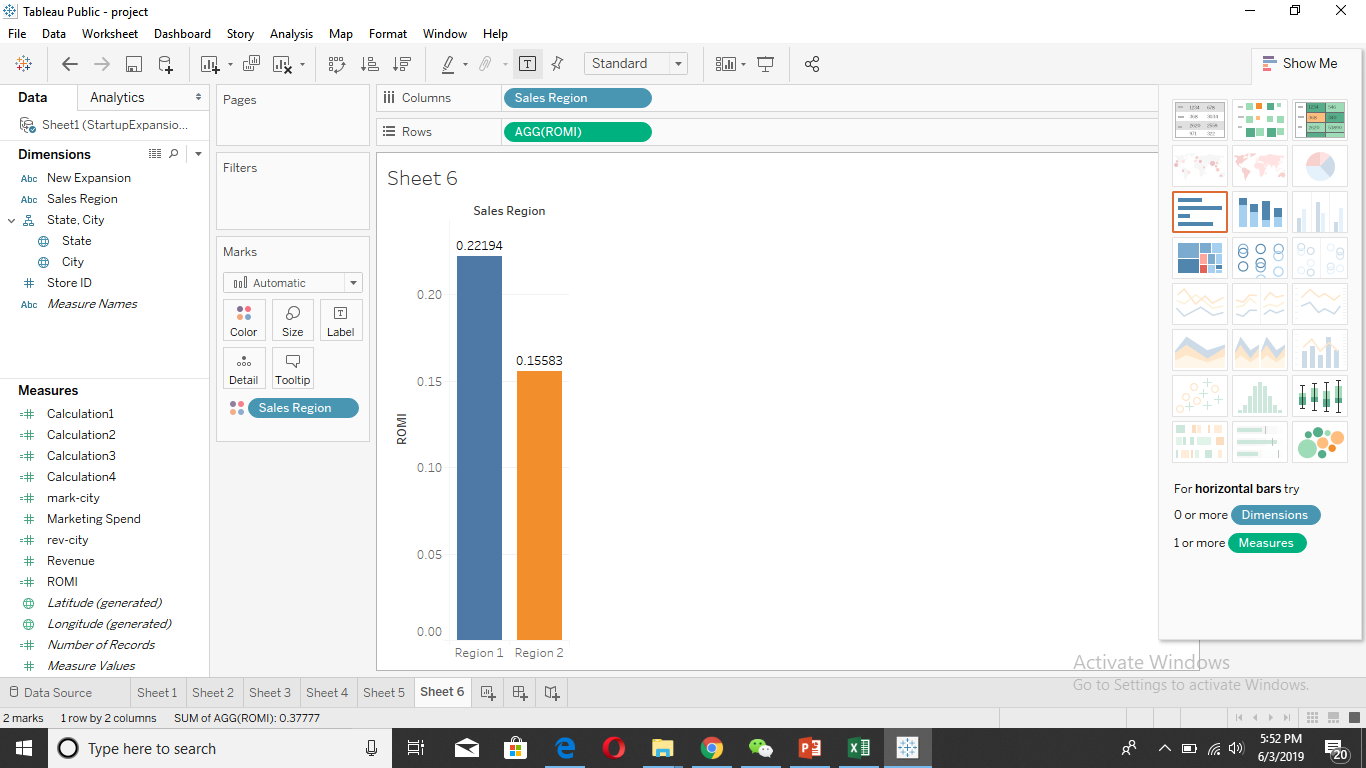 Tableau Public - project
File Data Worksheet Dashboard Story Analysis Map Format Window Help
Standard
Show Me
Data Analytics
Sheet1 (StartupExpansio...
Dimensions
Abc New Expansion
Abc Sales Region
State, City
State
City
Store ID
Abc Measure Names
Measures
Calculation1
Calculation2
Calculation3
Calculation4
mark-city
Marketing Spend
rev-city
Revenue
ROMI
Latitude (generated)
Longitude (generated)
Number of Records
Measure Values
Pages
Filters
Marks
Automatic
Color Size Label
Detail Tooltip
Sales Region
Columns Sales Region
Rows AGG(ROMI)
Sheet 6
Sales Region
0.22194
0.15583
0.20
0.15
0.10
0.05
0.00
ROMI
Region 1 Region 2
For horizontal bars try
0 or more Dimensions
1 or more Measures
Activate Windows
Go to Settings to activate Windows.
Data Source Sheet 1 Sheet 2 Sheet 3 Sheet 4 Sheet 5 Sheet 6
2 marks 1 row by 2 columns SUM of AGG(ROMI): 0.37777
Type here to search
5:52 PM
6/3/2019
20